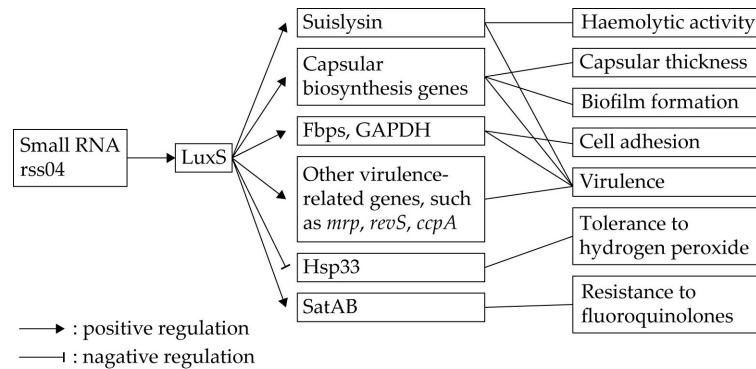 Small RNA
rss04
LuxS
Suislysin
Capsular
biosynthesis genes
Fbps, GAPDH
Other virulence-
related genes, such
as mrp, revS, ccpA
Hsp33
SatAB
Haemolytic activity
Capsular thickness
Biofilm formation
Cell adhesion
Virulence
Tolerance to
hydrogen peroxide
Resistance to
fluoroquinolones
: positive regulation
: nagative regulation